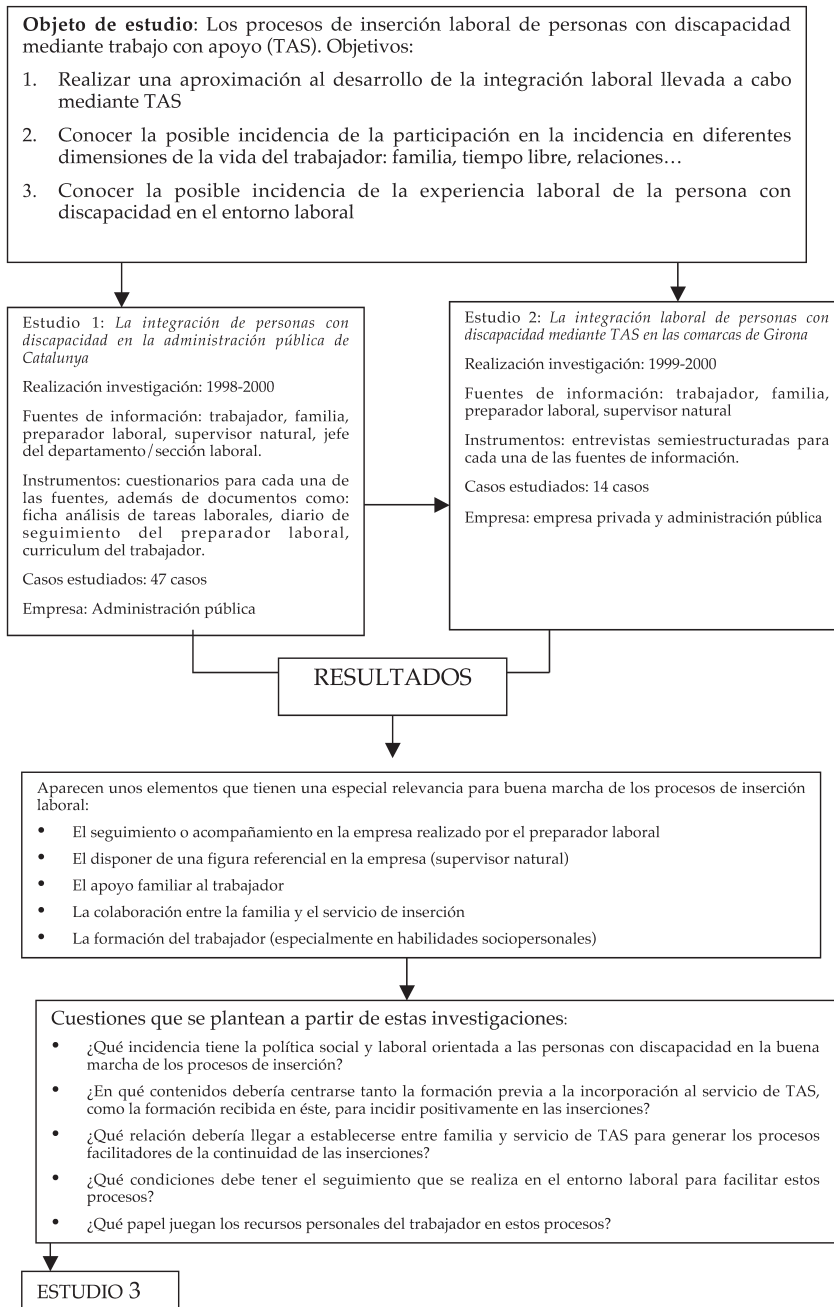 Objeto de estudio: Los procesos de inserción laboral de personas con discapacidad
mediante trabajo con apoyo (TAS). Objetivos:
1. Realizar una aproximación al desarrollo de la integración laboral llevada a cabo
mediante TAS
2. Conocer la posible incidencia de la participación en la incidencia en diferentes
dimensiones de la vida del trabajador: familia, tiempo libre, relaciones…
3. Conocer la posible incidencia de la experiencia laboral de la persona con
discapacidad en el entorno laboral
Estudio 1: La integración de personas con
discapacidad en la administración pública de
Catalunya
Realización investigación: 1998-2000
Fuentes de información: trabajador, familia,
preparador laboral, supervisor natural, jefe
del departamento/sección laboral.
Instrumentos: cuestionarios para cada una de
las fuentes, además de documentos como:
ficha análisis de tareas laborales, diario de
seguimiento del preparador laboral,
curriculum del trabajador.
Casos estudiados: 47 casos
Empresa: Administración pública
Estudio 2: La integración laboral de personas con
discapacidad mediante TAS en las comarcas de Girona
Realización investigación: 1999-2000
Fuentes de información: trabajador, familia,
preparador laboral, supervisor natural
Instrumentos: entrevistas semiestructuradas para
cada una de las fuentes de información.
Casos estudiados: 14 casos
Empresa: empresa privada y administración pública
RESULTADOS
Aparecen unos elementos que tienen una especial relevancia para buena marcha de los procesos de inserción
laboral:
• El seguimiento o acompañamiento en la empresa realizado por el preparador laboral
• El disponer de una figura referencial en la empresa (supervisor natural)
• El apoyo familiar al trabajador
• La colaboración entre la familia y el servicio de inserción
• La formación del trabajador (especialmente en habilidades sociopersonales)
Cuestiones que se plantean a partir de estas investigaciones:
• ¿Qué incidencia tiene la política social y laboral orientada a las personas con discapacidad en la buena
marcha de los procesos de inserción?
• ¿En qué contenidos debería centrarse tanto la formación previa a la incorporación al servicio de TAS,
como la formación recibida en éste, para incidir positivamente en las inserciones?
• ¿Qué relación debería llegar a establecerse entre familia y servicio de TAS para generar los procesos
facilitadores de la continuidad de las inserciones?
• ¿Qué condiciones debe tener el seguimiento que se realiza en el entorno laboral para facilitar estos
procesos?
• ¿Qué papel juegan los recursos personales del trabajador en estos procesos?
ESTUDIO 3